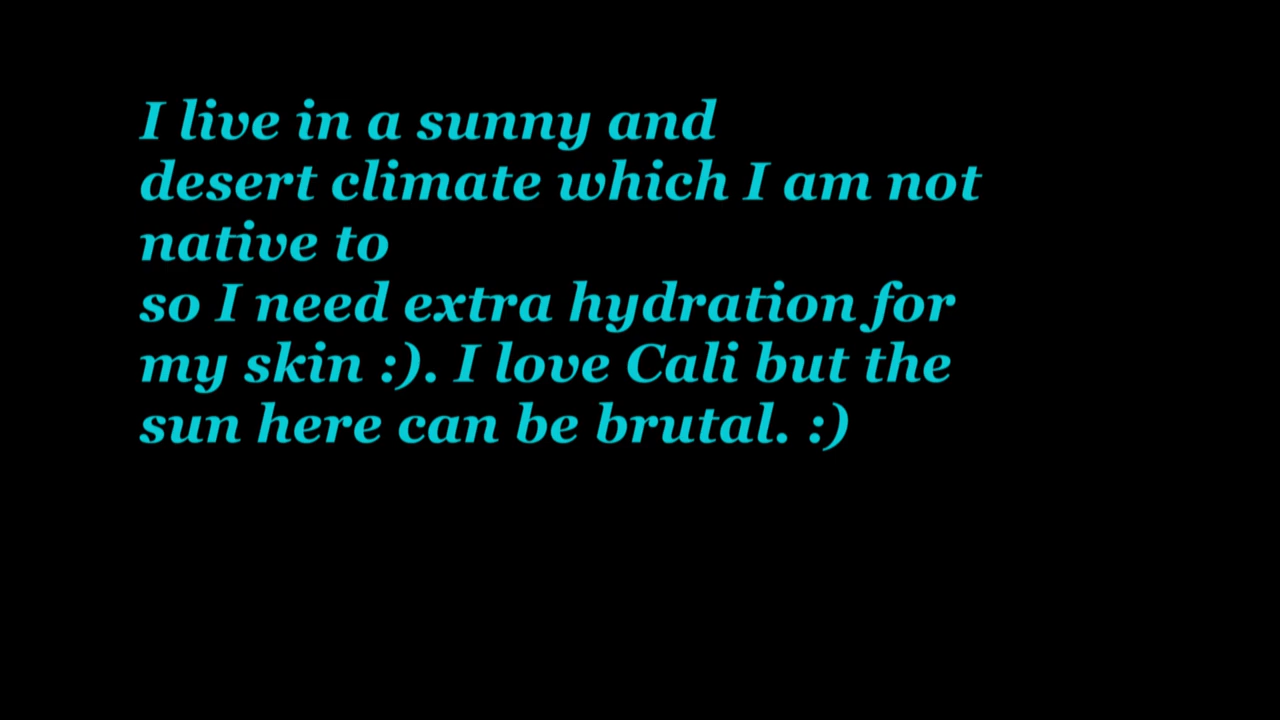 I live in a sunny and
desert climate which I am not
native to
so I need extra hydration for
my skin :). I love Cali but the
sun here can be brutal. :)